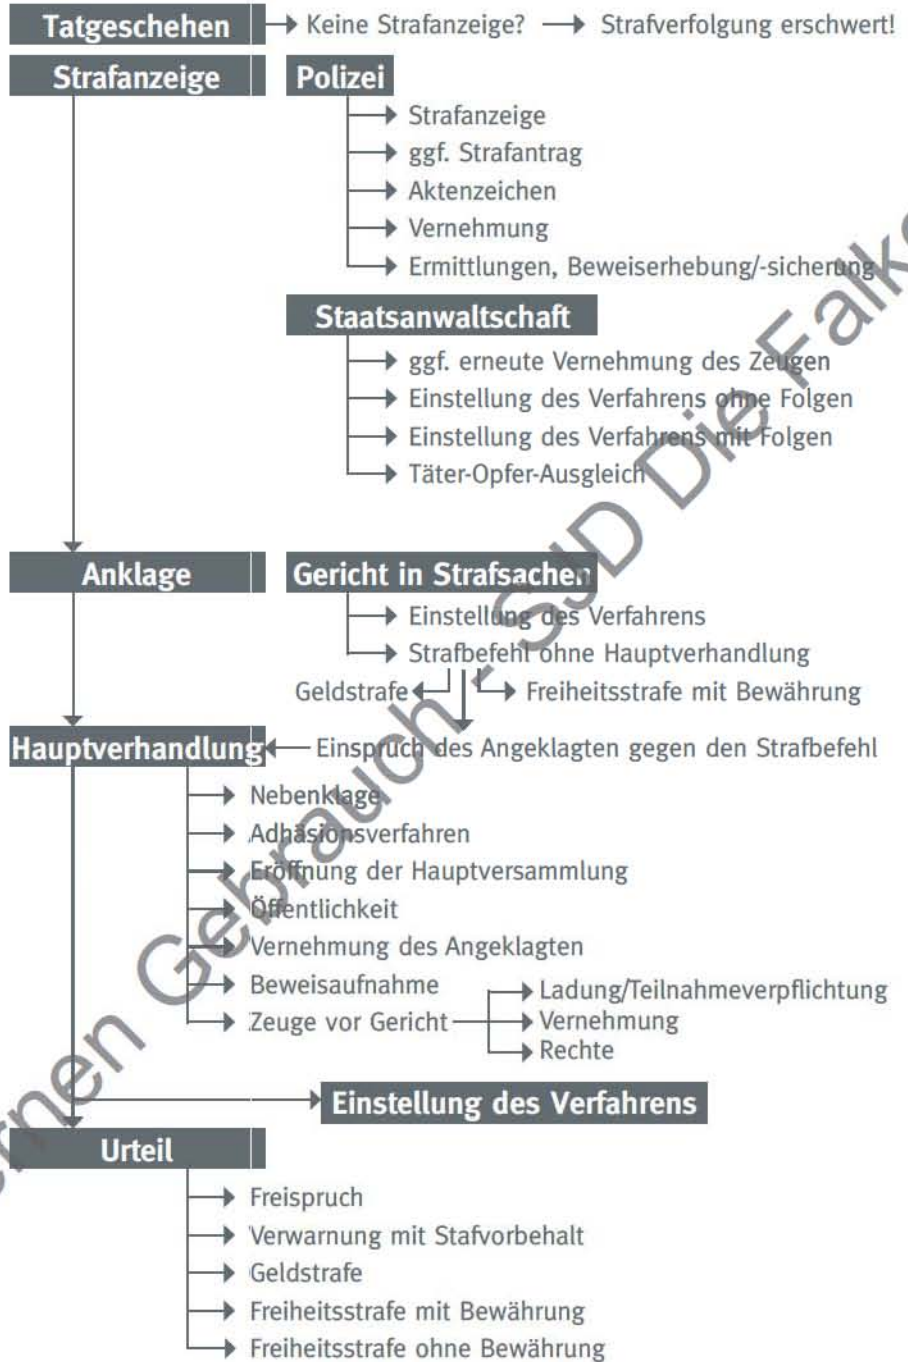 Tatgeschehen Keine Strafanzeige? Strafverfolgung erschwert!
Strafanzeige Polizei
Strafanzeige
ggf. Strafantrag
Aktenzeichen
Vernehmung
Ermittlungen, Beweiserhebung/-sicherung
Staatsanwaltschaft
ggf. erneute Vernehmung des Zeugen
Einstellung des Verfahrens ohne Folgen
Einstellung des Verfahrens mit Folgen
Täter-Opfer-Ausgleich
Anklage Gericht in Strafsachen
Einstellung des Verfahrens
Strafbefehl ohne Hauptverhandlung
Geldstrafe Freiheitsstrafe mit Bewährung
Hauptverhandlung Einspruch des Angeklagten gegen den Strafbefehl
Nebenklage
Adhäsionsverfahren
Eröffnung der Hauptversammlung
Öffentlichkeit
Vernehmung des Angeklagten
Beweisaufnahme
Zeuge vor Gericht
Ladung/Teilnahmeverpflichtung
Vernehmung
Rechte
Einstellung des Verfahrens
Urteil
Freispruch
Verwarnung mit Stafvorbehalt
Geldstrafe
Freiheitsstrafe mit Bewährung
Freiheitsstrafe ohne Bewährung
Gebrauch - SJD Die